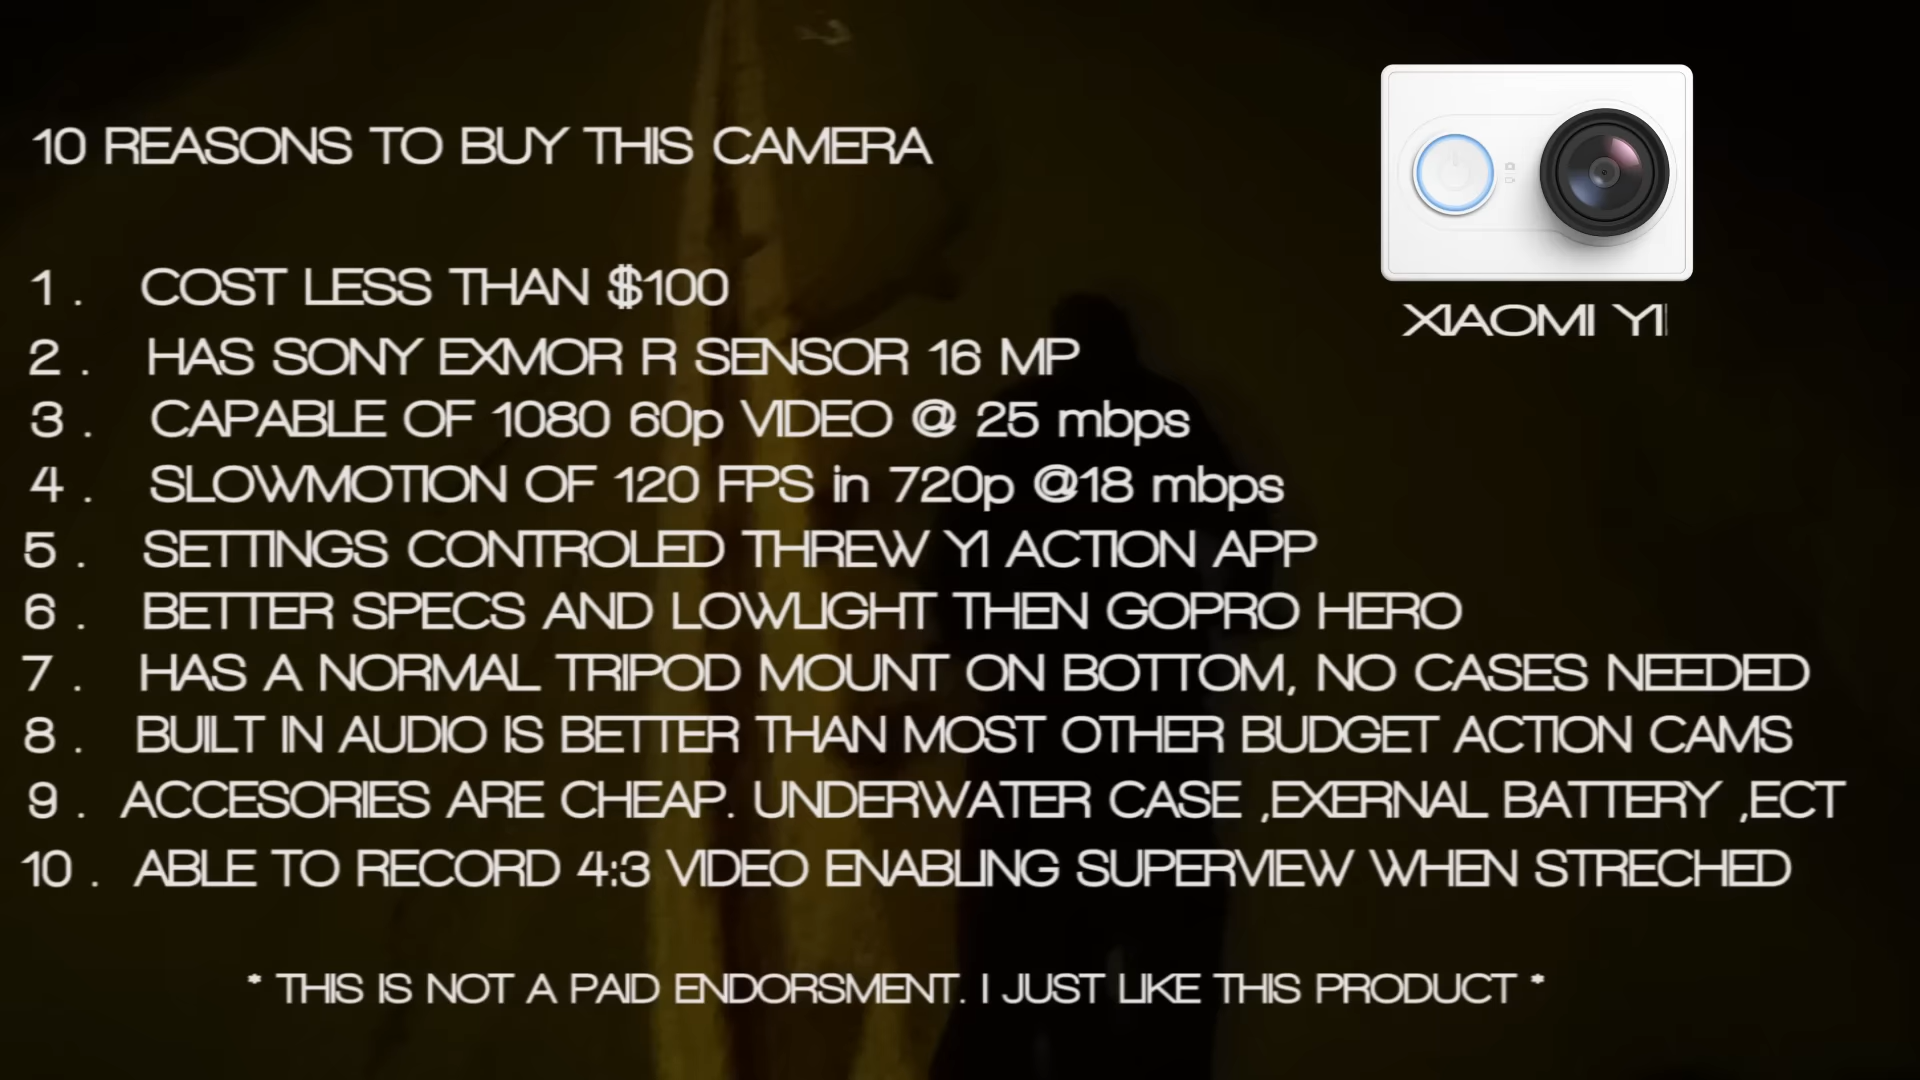 10 REASONS TO BUY THIS CAMERA
XIAOMI YI
1. COST LESS THAN $100
2. HAS SONY EXMOR R SENSOR 16 MP
3. CAPABLE OF 1080 60p VIDEO @ 25 mbps
4. SLOWMOTION OF 120 FPS in 720p @18 mbps
5. SETTINGS CONTROLED THREW YI ACTION APP
6. BETTER SPECS AND LOWLIGHT THEN GOPRO HERO
7. HAS A NORMAL TRIPOD MOUNT ON BOTTOM, NO CASES NEEDED
8. BUILT IN AUDIO IS BETTER THAN MOST OTHER BUDGET ACTION CAMS
9. ACCESORIES ARE CHEAP. UNDERWATER CASE ,EXERNAL BATTERY ,ECT
10. ABLE TO RECORD 4:3 VIDEO ENABLING SUPERVIEW WHEN STRECHED
* THIS IS NOT A PAID ENDORSMENT. I JUST LIKE THIS PRODUCT *